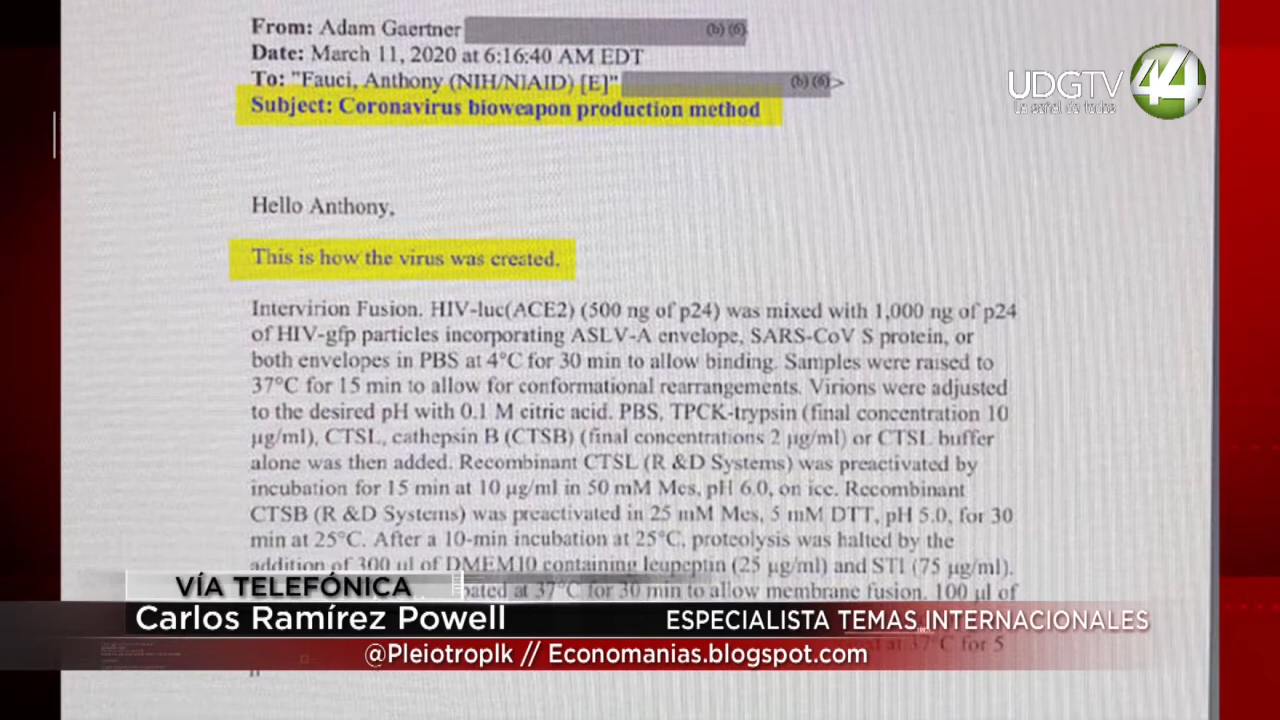 From: Adam Gaertner (b) (6)
Date: March 11, 2020 at 6:16:40 AM EDT
To: "Fauci, Anthony (NIH/NIAID) [E]" (b) (6)>
Subject: Coronavirus bioweapon production method
UDGTV 44
La señal de todos
Hello Anthony,
This is how the virus was created.
Intervirion Fusion. HIV-luc(ACE2) (500 ng of p24) was mixed with 1,000 ng of p24
of HIV-gfp particles incorporating ASLV-A envelope, SARS-CoV S protein, or
both envelopes in PBS at 4°C for 30 min to allow binding. Samples were raised to
37°C for 15 min to allow for conformational rearrangements. Virions were adjusted
to the desired pH with 0.1 M citric acid. PBS, TPCK-trypsin (final concentration 10
μg/ml), CTSL, cathepsin B (CTSB) (final concentrations 2 μg/ml) or CTSL buffer
alone was then added. Recombinant CTSL (R &D Systems) was preactivated by
incubation for 15 min at 10 μg/ml in 50 mM Mes, pH 6.0, on ice. Recombinant
CTSB (R &D Systems) was preactivated in 25 mM Mes, 5 mM DTT, pH 5.0, for 30
min at 25°C. After a 10-min incubation at 25°C, proteolysis was halted by the
addition of 300 μl of DMEM10 containing leupeptin (25 μg/ml) and STI (75 μg/ml).
at 37°C for 30 min to allow membrane fusion. 100 μl of
at 37°C for 5
VÍA TELEFÓNICA
Carlos Ramírez Powell
ESPECIALISTA TEMAS INTERNACIONALES
@Pleiotroplk // Economanias.blogspot.com